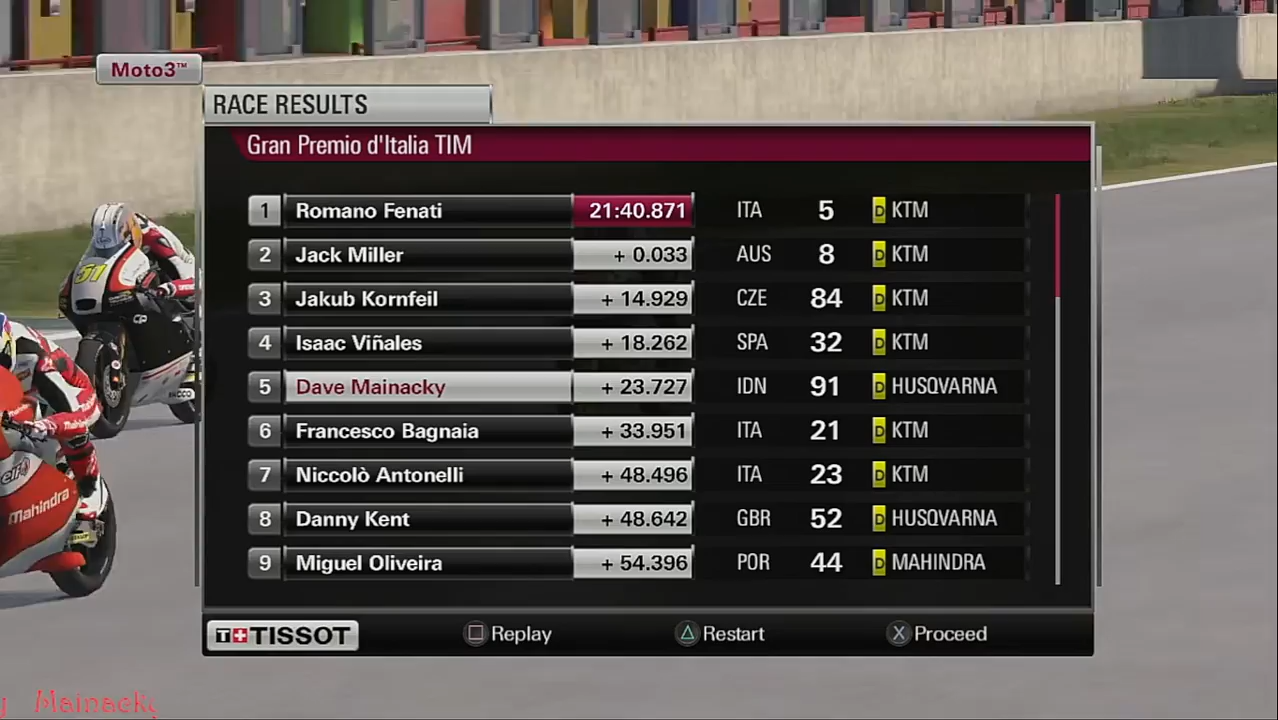 Moto3™
RACE RESULTS
Gran Premio d'Italia TIM
1 Romano Fenati 21:40.871 ITA 5 D KTM
2 Jack Miller + 0.033 AUS 8 D KTM
3 Jakub Kornfeil + 14.929 CZE 84 D KTM
4 Isaac Viñales + 18.262 SPA 32 D KTM
5 Dave Mainacky + 23.727 IDN 91 D HUSQVARNA
6 Francesco Bagnaia + 33.951 ITA 21 D KTM
7 Niccolò Antonelli + 48.496 ITA 23 D KTM
8 Danny Kent + 48.642 GBR 52 D HUSQVARNA
9 Miguel Oliveira + 54.396 POR 44 D MAHINDRA
T+TISSOT Replay Restart X Proceed
51
elf
Mahindra
y Mainacky